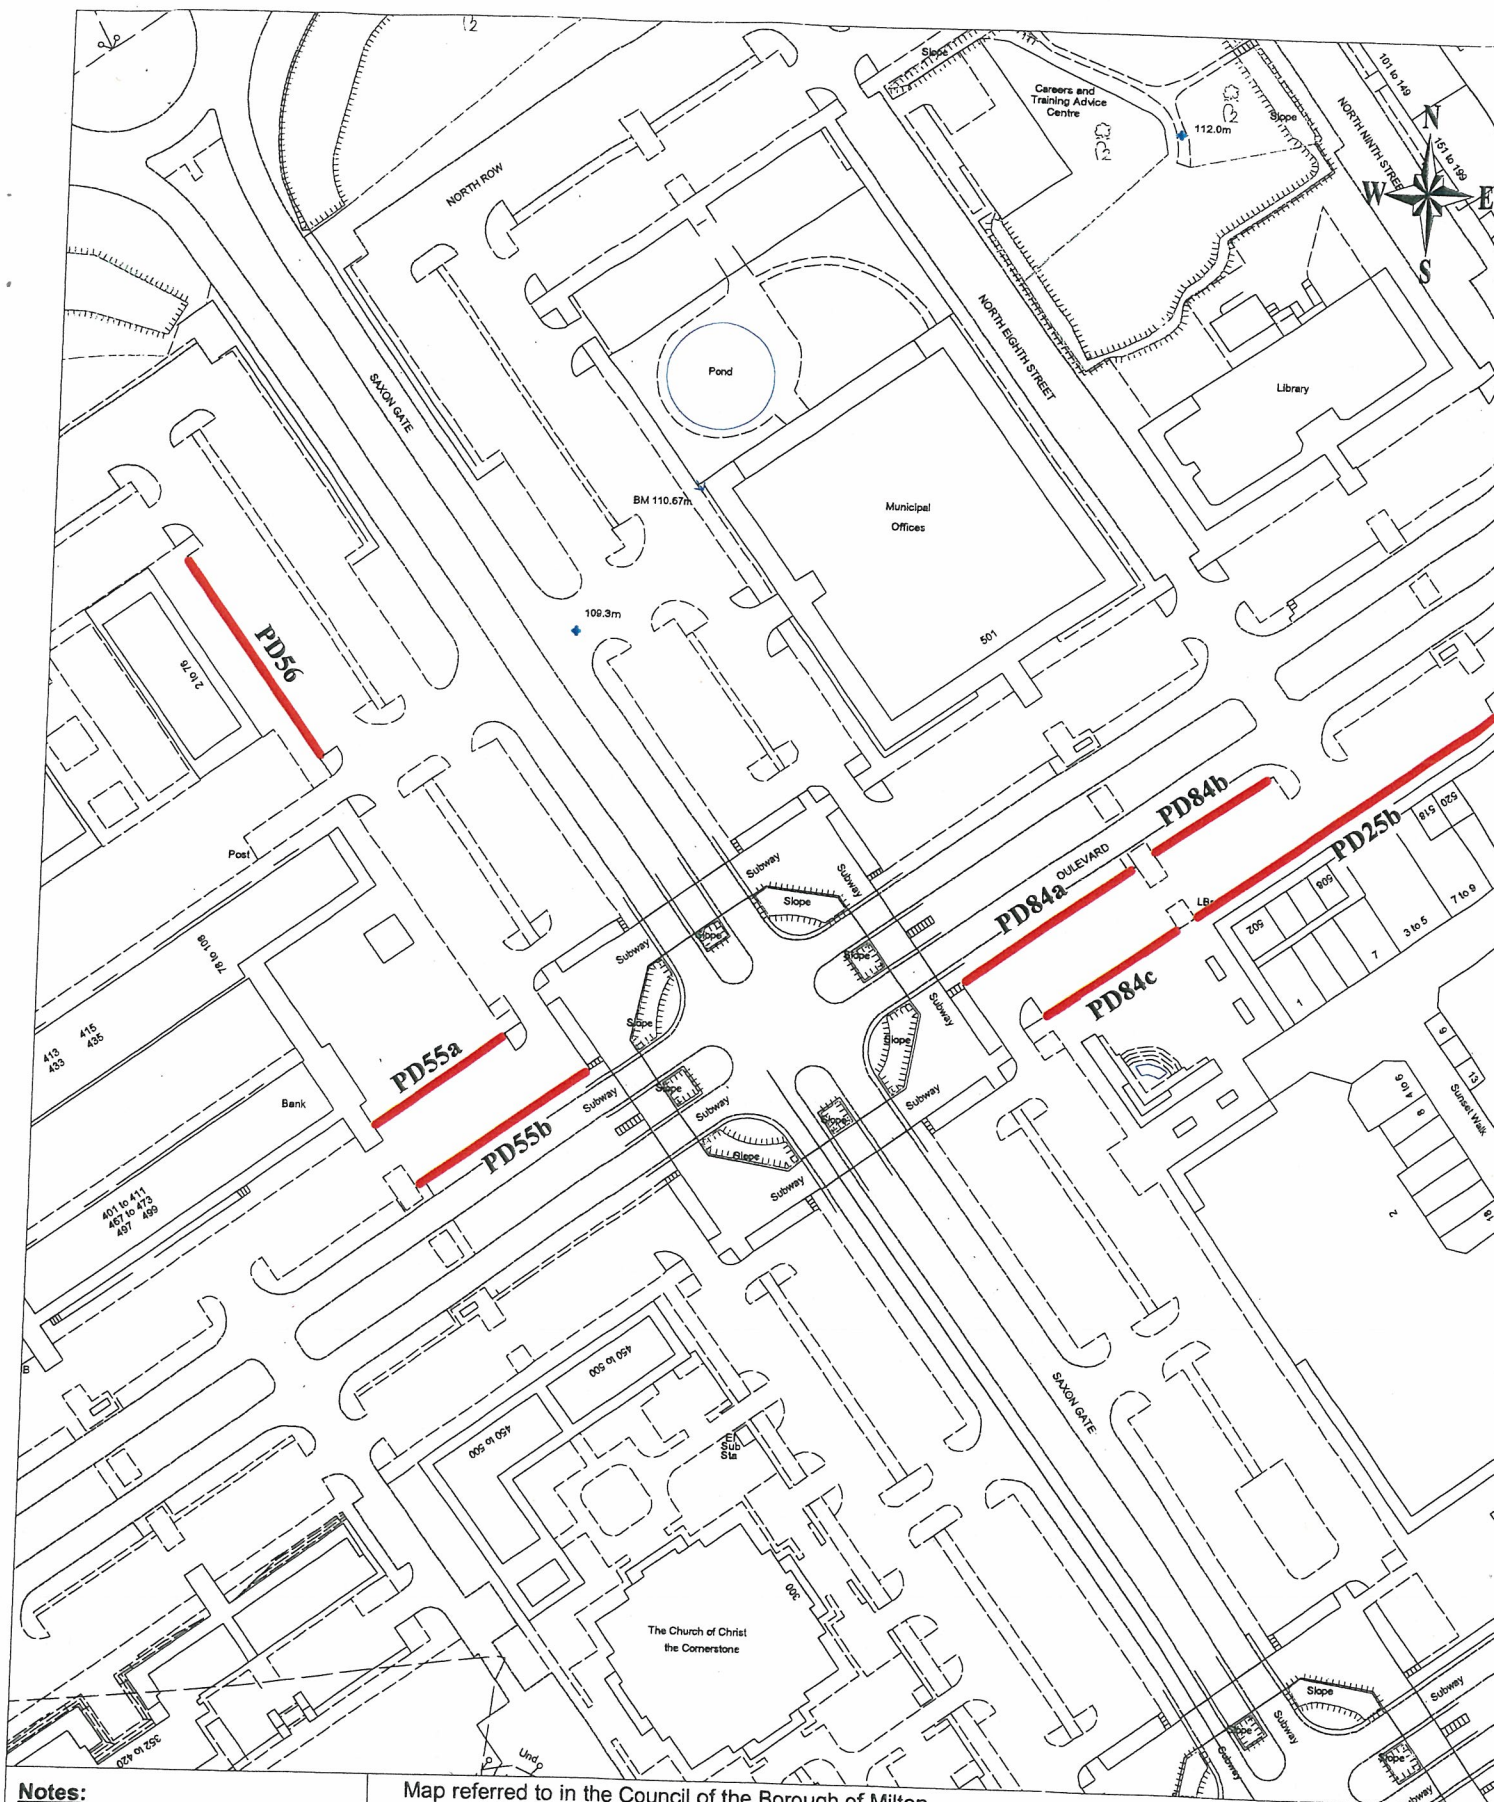 Slope
Careers and
Training Advice
Centre
112.0m
Slope
101 to 149
151 to 199
NORTH NINTH STREE
N
W
E
S
NORTH ROW
SAXON GATE
Pond
NORTH EIGHTH STREET
Library
BM 110.67m
Municipal
Offices
109.3m
501
2 to 76
PD56
Post
78 to 108
413 415
433 435
Bank
401 to 411
467 to 473
497 499
PD55a
PD55b
Subway
Subway
Slope
Slope
Slope
Subway
Slope
Slope
Slope
Subway
Subway
Subway
Subway
Slope
Slope
Subway
Subway
OULEVARD
PD84a
PD84b
PD84c
PD25b
LB
502
508
518
520
1
7
3 to 5
7 to 9
9
13
4 to 6
8
Sunset Walk
2
18
B
450 to 500
450 to 500
El
Sub
Sta
SAXON GATE
300
The Church of Christ
the Cornerstone
352 to 420
Und
Slope
Slope
Subway
Subway
Subway
Slope
Notes:
Map referred to in the Council of the Borough of Milton